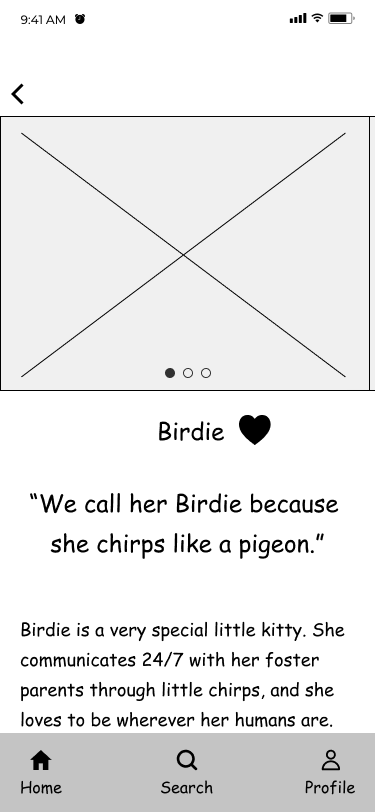 9:41 AM
Birdie
“We call her Birdie because
she chirps like a pigeon.”
Birdie is a very special little kitty. She
communicates 24/7 with her foster
parents through little chirps, and she
loves to be wherever her humans are.
Home Search Profile